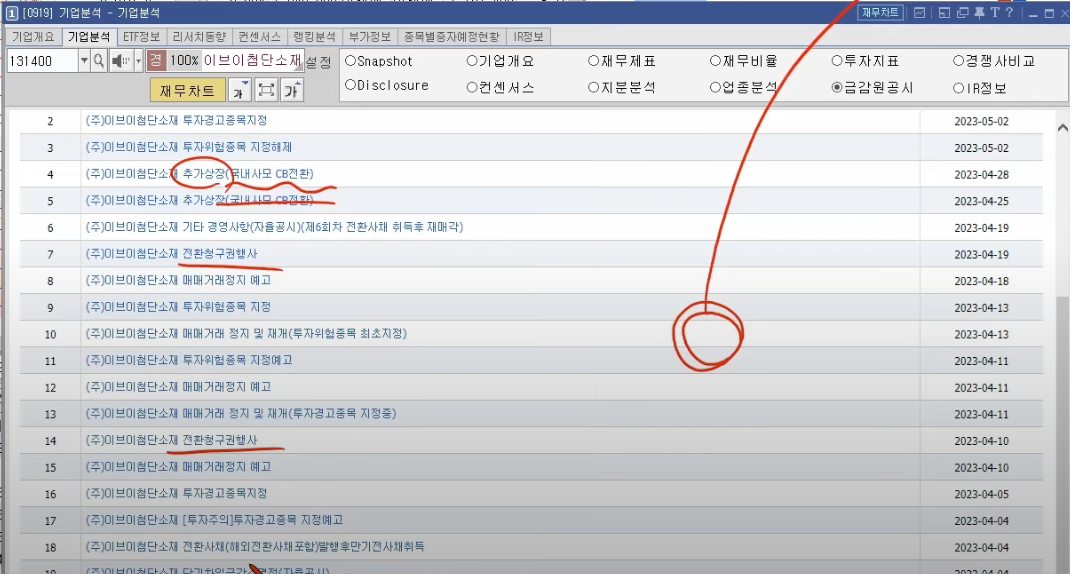 [0919] 기업분석 - 기업분석 재무차트 T ?
기업개요 기업분석 ETF정보 리서치동향 컨센서스 랭킹분석 부가정보 종목별증자예정현황 IR정보
131400 경 100% 이브이첨단소재 설정
Snapshot 기업개요 재무제표 재무비율 투자지표 경쟁사비교
재무차트 가 가 Disclosure 컨센서스 지분분석 업종분석 금감원공시 IR정보
2 (주)이브이첨단소재 투자경고종목지정 2023-05-02
3 (주)이브이첨단소재 투자위험종목 지정해제 2023-05-02
4 (주)이브이첨단소재 추가상장(국내사모 CB전환) 2023-04-28
5 (주)이브이첨단소재 추가상장(국내사모 CB전환) 2023-04-25
6 (주)이브이첨단소재 기타 경영사항(자율공시)(제6회차 전환사채 취득후 재매각) 2023-04-19
7 (주)이브이첨단소재 전환청구권행사 2023-04-19
8 (주)이브이첨단소재 매매거래정지 예고 2023-04-18
9 (주)이브이첨단소재 투자위험종목 지정 2023-04-13
10 (주)이브이첨단소재 매매거래 정지 및 재개(투자위험종목 최초지정) 2023-04-13
11 (주)이브이첨단소재 투자위험종목 지정예고 2023-04-11
12 (주)이브이첨단소재 매매거래정지 예고 2023-04-11
13 (주)이브이첨단소재 매매거래 정지 및 재개(투자경고종목 지정중) 2023-04-11
14 (주)이브이첨단소재 전환청구권행사 2023-04-10
15 (주)이브이첨단소재 매매거래정지 예고 2023-04-10
16 (주)이브이첨단소재 투자경고종목지정 2023-04-05
17 (주)이브이첨단소재 [투자주의]투자경고종목 지정예고 2023-04-04
18 (주)이브이첨단소재 전환사채(해외전환사채포함)발행후만기전사채취득 2023-04-04
19 (주)이브이첨단소재 단기차입금 결정(자율공시) 2023-04-04